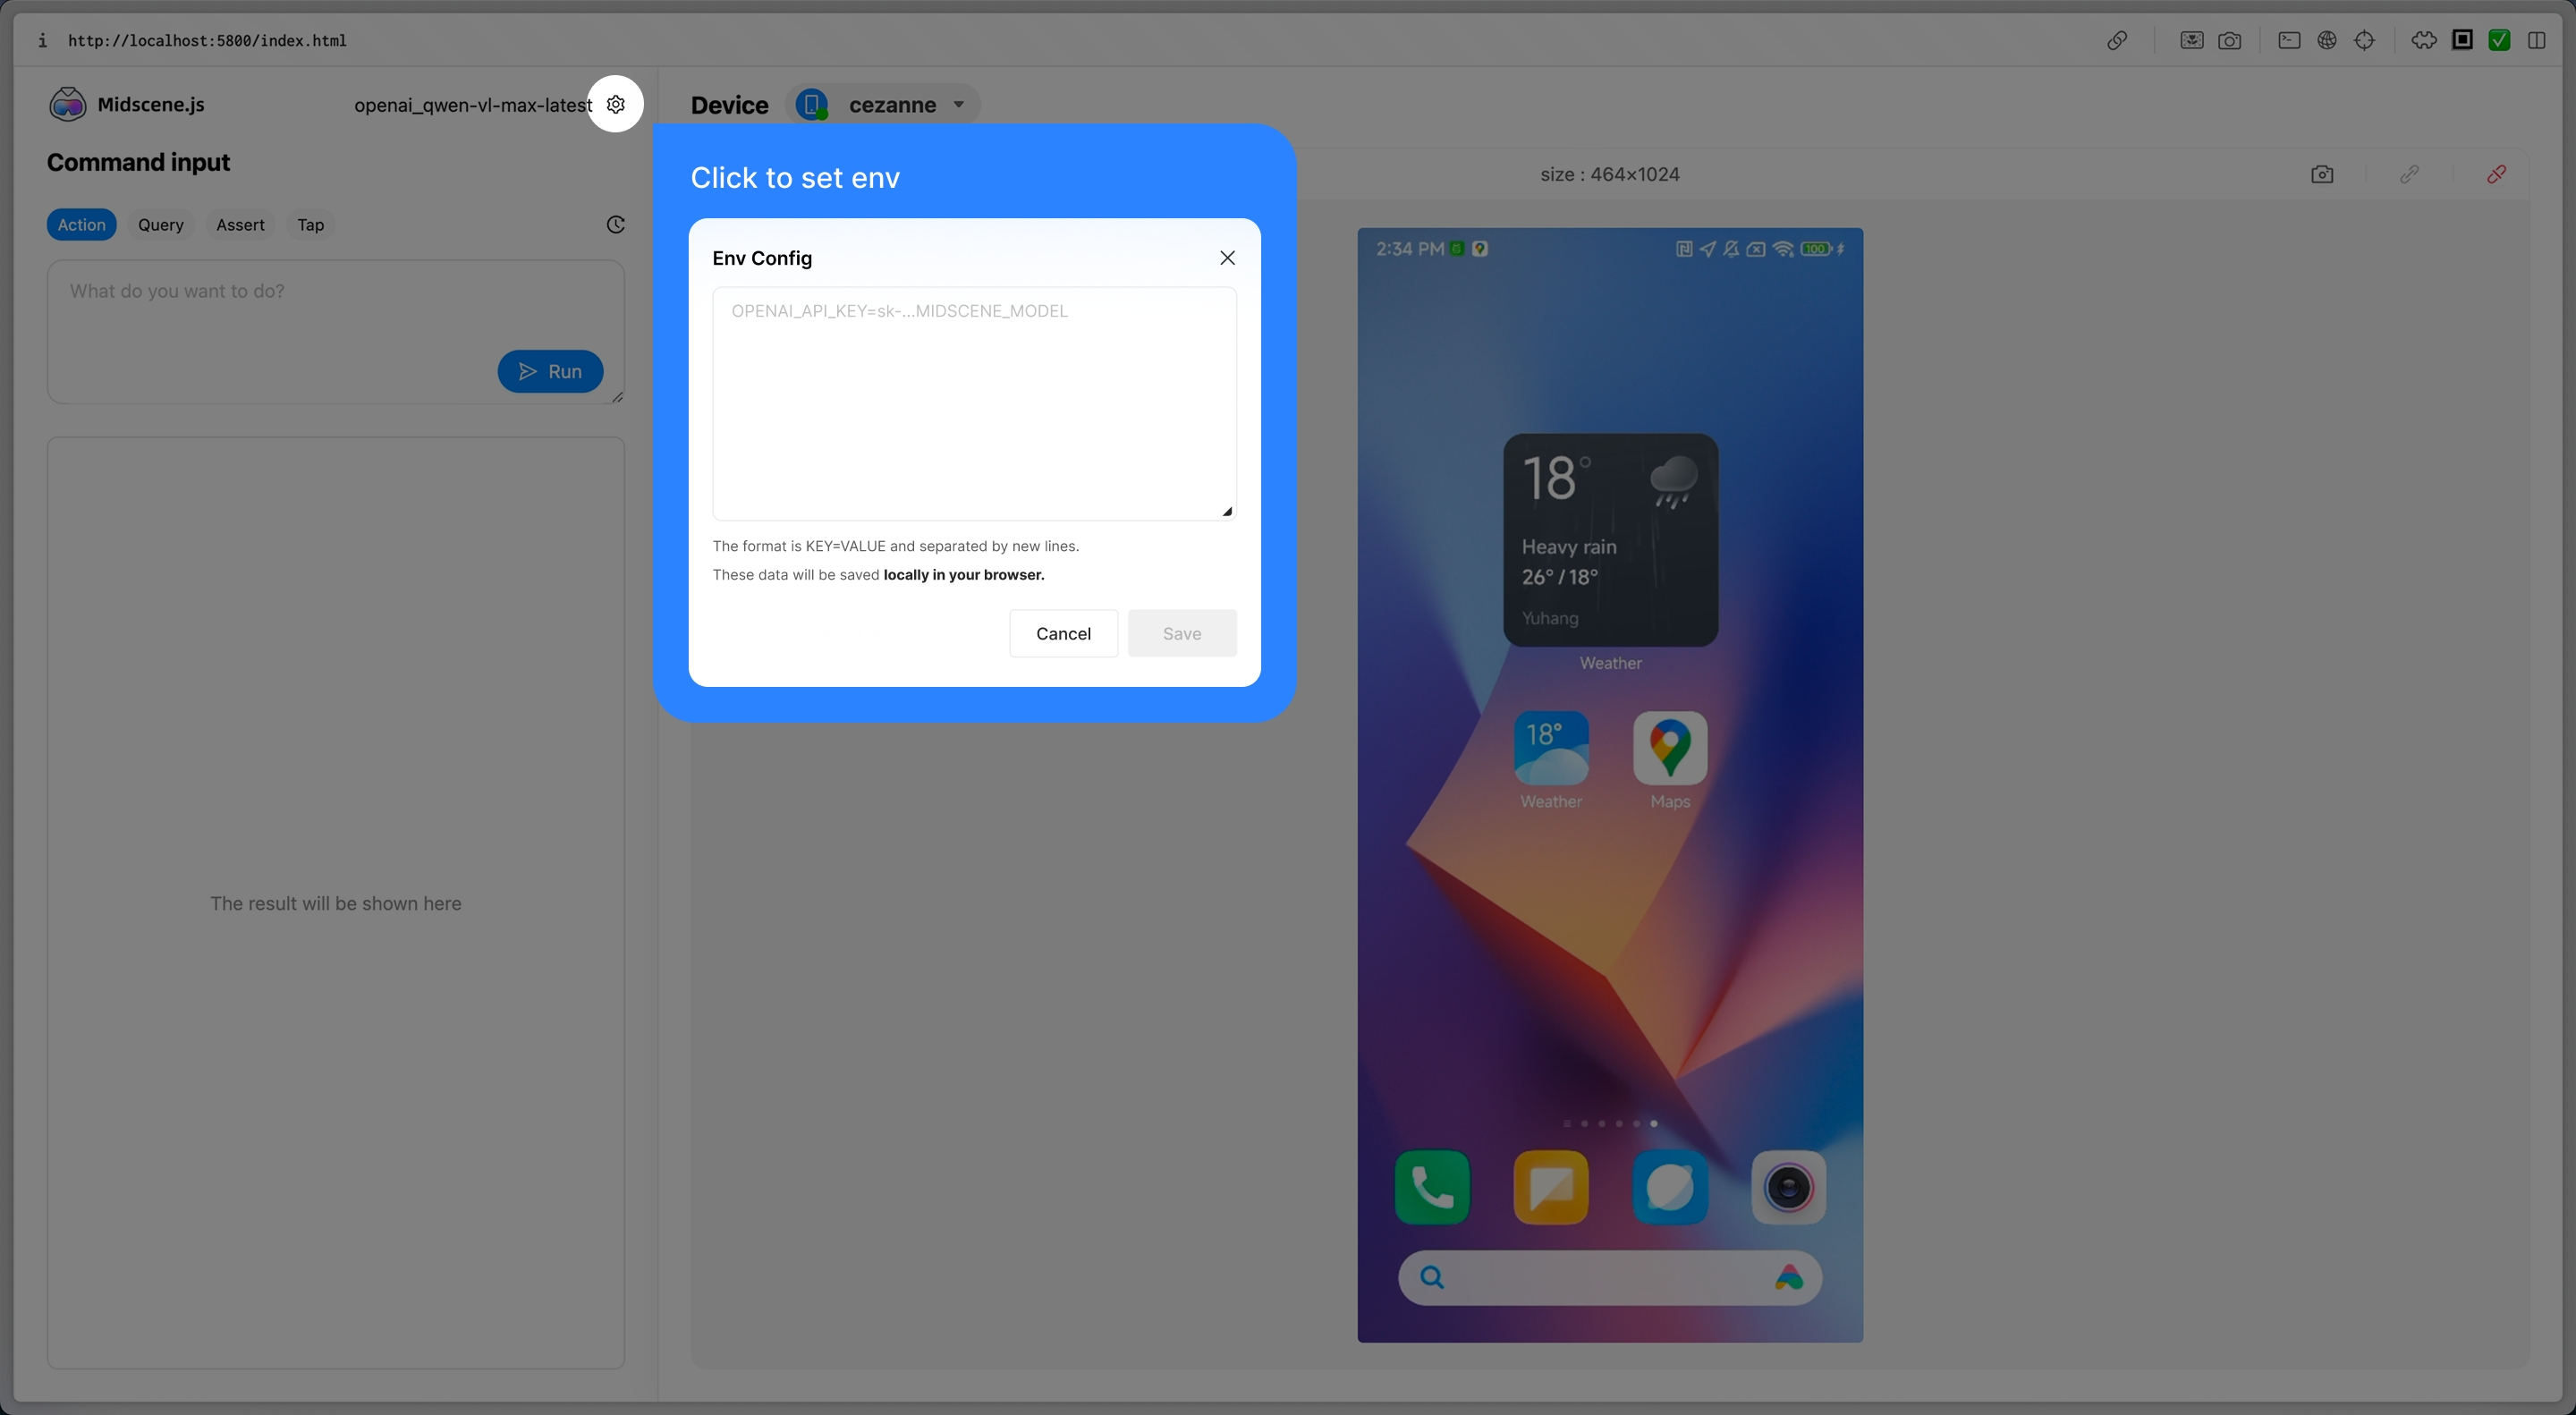 i http://localhost:5800/index.html
Midscene.js
openai_qwen-vl-max-latest
Command input
Action Query Assert Tap
What do you want to do?
Run
The result will be shown here
Device cezanne
Click to set env
Env Config
OPENAI_API_KEY=sk-...MIDSCENE_MODEL
The format is KEY=VALUE and separated by new lines.
These data will be saved locally in your browser.
Cancel Save
size : 464×1024
2:34 PM 100
18°
Heavy rain
26° / 18°
Yuhang
Weather
18°
Weather Maps